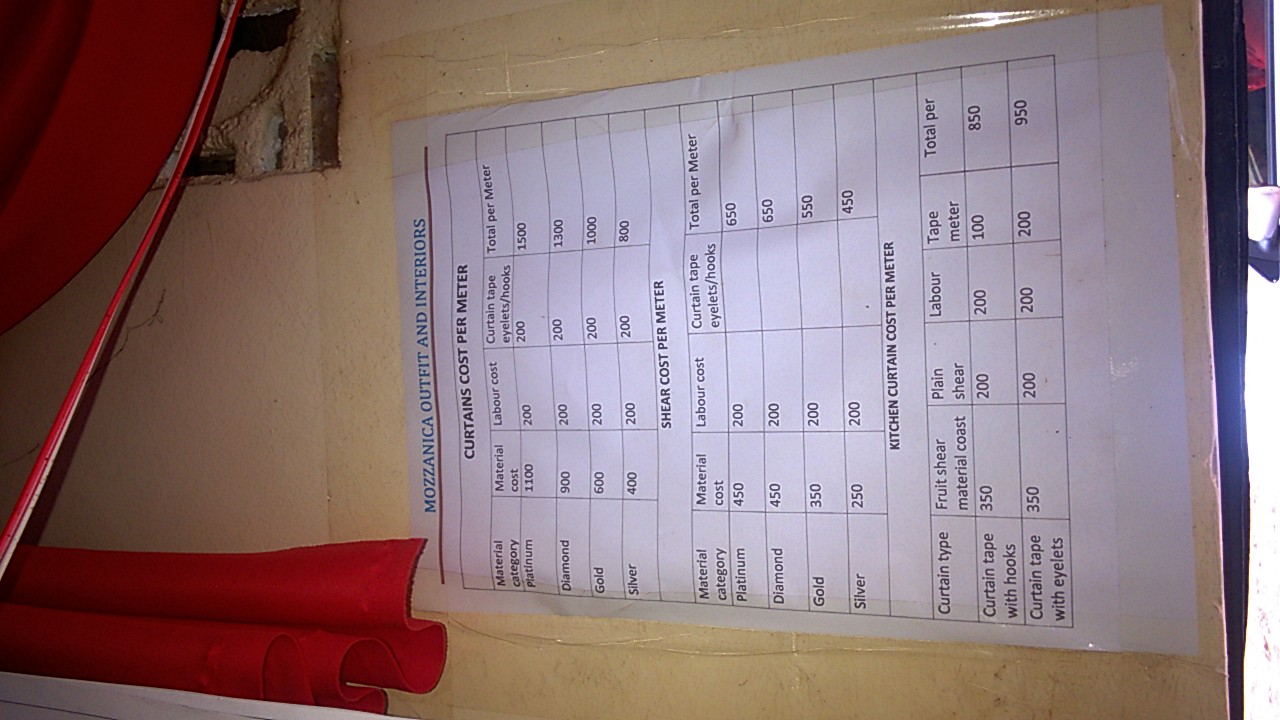 MOZZANICA OUTFIT AND INTERIORS
CURTAINS COST PER METER
Material category Material cost Labour cost Curtain tape eyelets/hooks Total per Meter
Platinum 1100 200 200 1500
Diamond 900 200 200 1300
Gold 600 200 200 1000
Silver 400 200 200 800
SHEAR COST PER METER
Material category Material cost Labour cost Curtain tape eyelets/hooks Total per Meter
Platinum 450 200 650
Diamond 450 200 650
Gold 350 200 550
Silver 250 200 450
KITCHEN CURTAIN COST PER METER
Curtain type Fruit shear material coast Plain shear Labour Tape meter Total per
Curtain tape with hooks 350 200 200 100 850
Curtain tape with eyelets 350 200 200 200 950